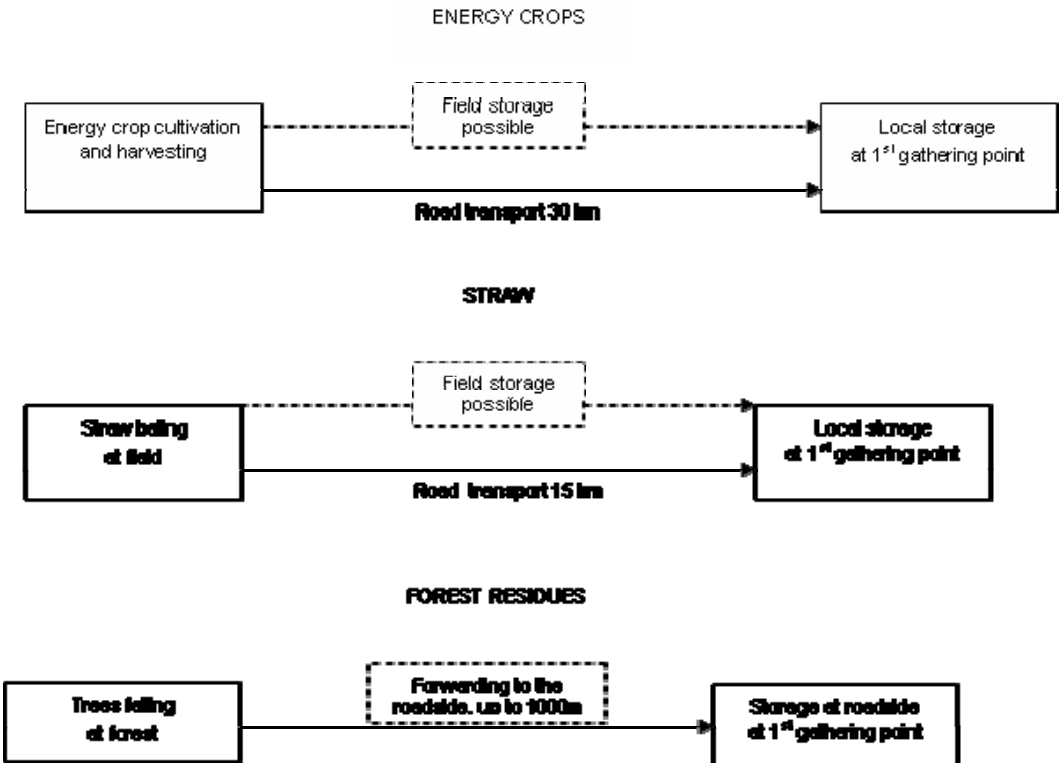 ENERGY CROPS
Energy crop cultivation
and harvesting
Field storage
possible
Local storage
at 1st gathering point
Road transport 30 km
STRAW
Straw baling
at field
Field storage
possible
Local storage
at 1st gathering point
Road transport 15 km
FOREST RESIDUES
Trees felling
at forest
Forwarding to the
roadside, up to 1000m
Storage at roadside
at 1st gathering point